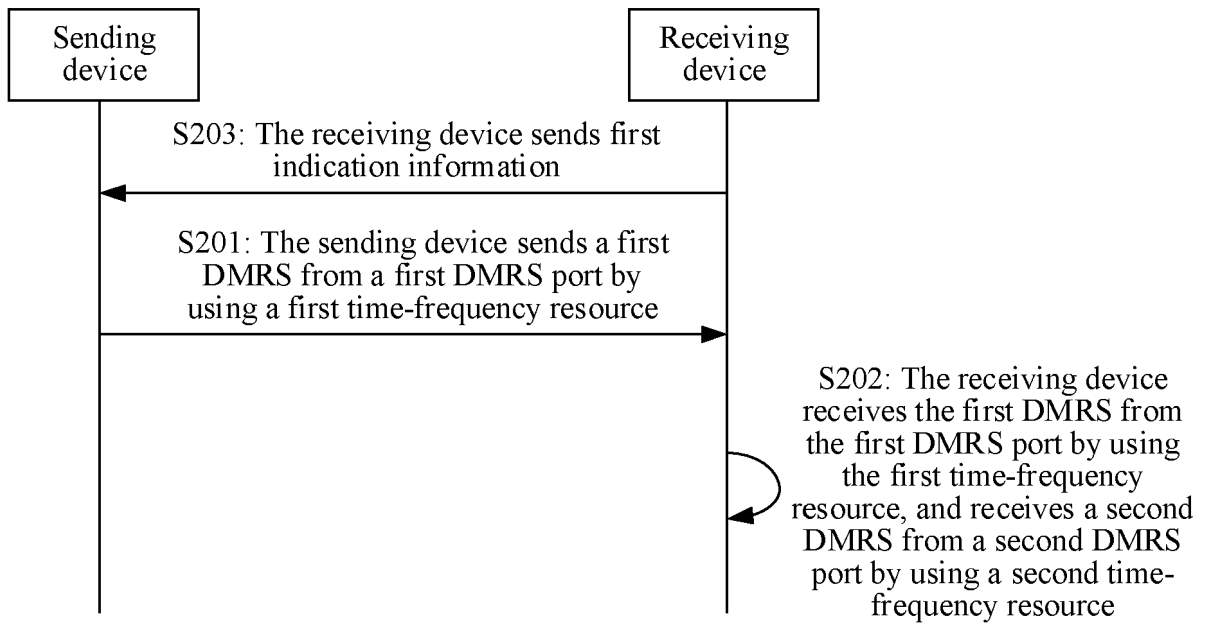 Sending
device
Receiving
device
S203: The receiving device sends first
indication information
S201: The sending device sends a first
DMRS from a first DMRS port by
using a first time-frequency resource
S202: The receiving device
receives the first DMRS from
the first DMRS port by using
the first time-frequency
resource, and receives a second
DMRS from a second DMRS
port by using a second time-
frequency resource